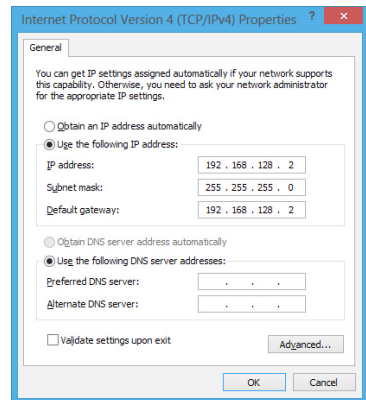 Internet Protocol Version 4 (TCP/IPv4) Properties ? ×
General
You can get IP settings assigned automatically if your network supports
this capability. Otherwise, you need to ask your network administrator
for the appropriate IP settings.
Obtain an IP address automatically
Use the following IP address:
IP address: 192 . 168 . 128 . 2
Subnet mask: 255 . 255 . 255 . 0
Default gateway: 192 . 168 . 128 . 2
Obtain DNS server address automatically
Use the following DNS server addresses:
Preferred DNS server: . . .
Alternate DNS server: . . .
Validate settings upon exit
Advanced...
OK Cancel